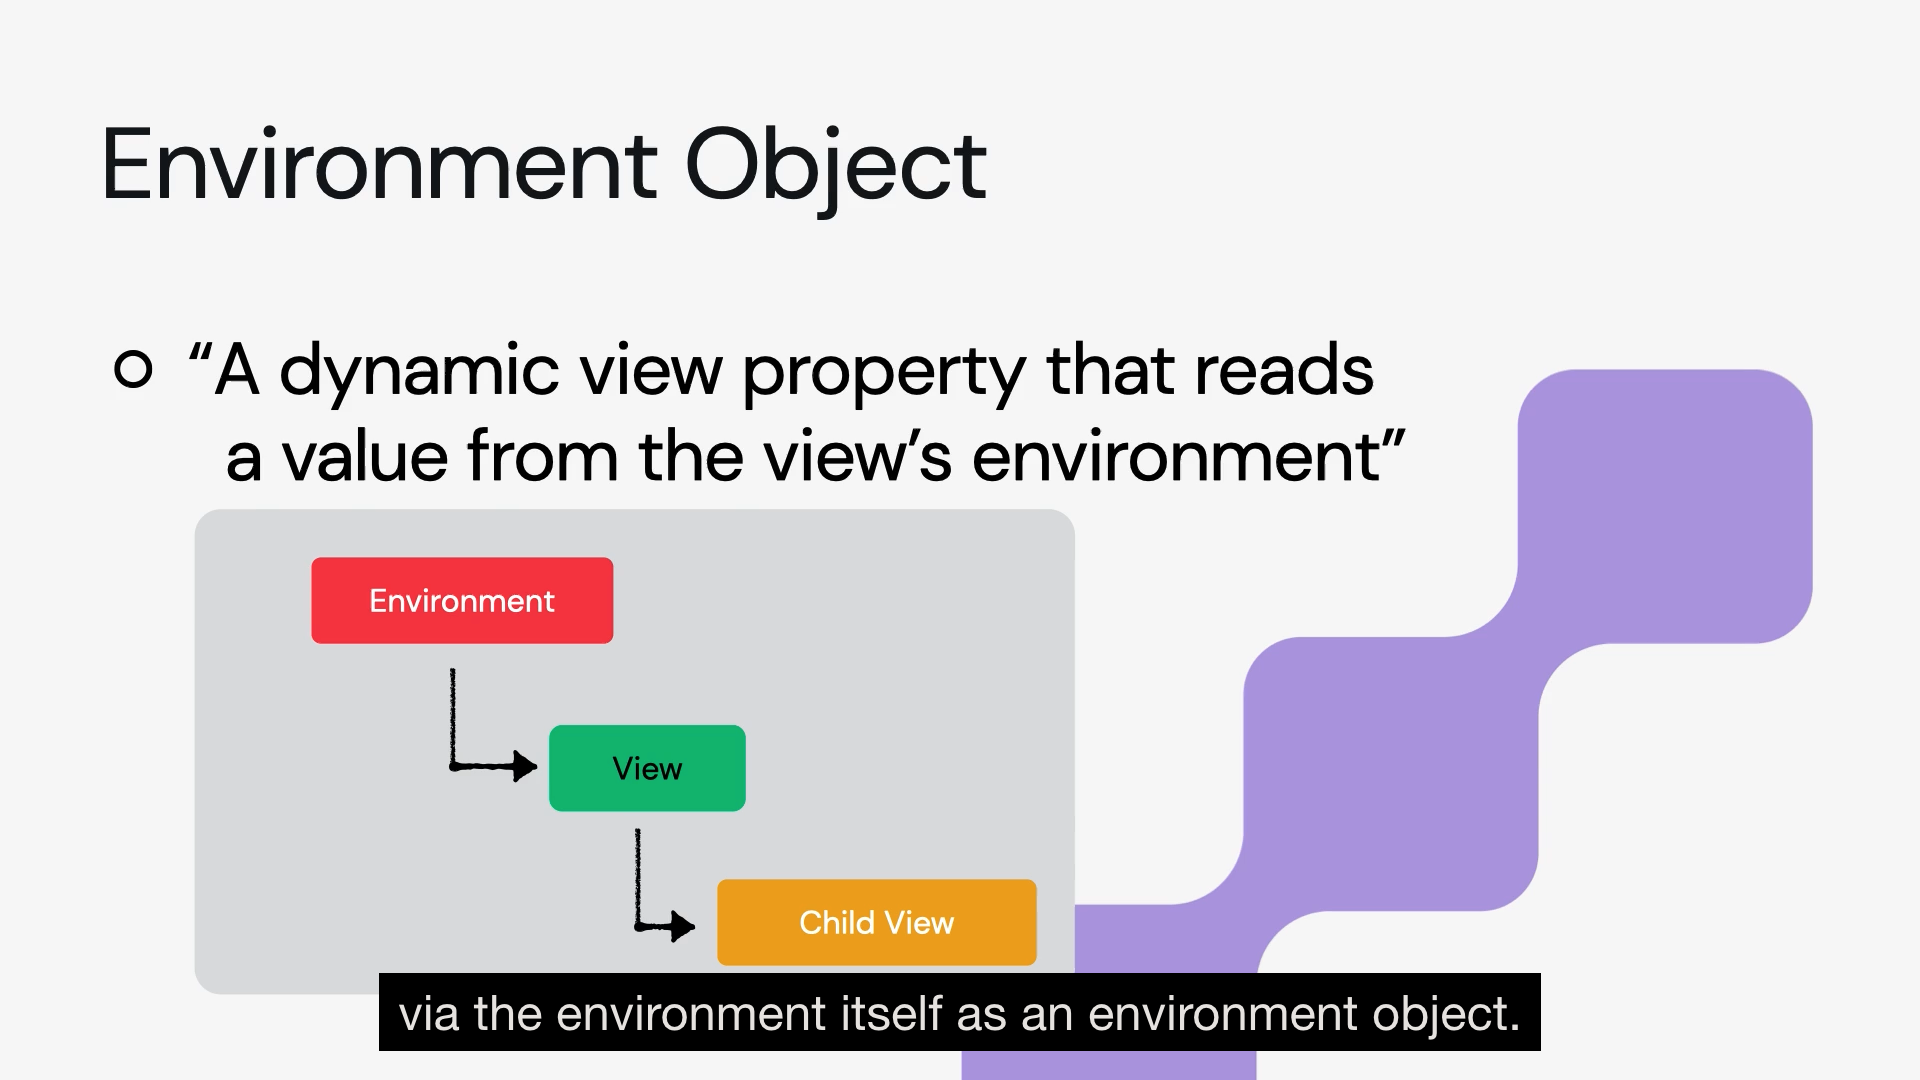 Environment Object
“A dynamic view property that reads
a value from the view’s environment”
Environment
View
Child View
via the environment itself as an environment object.